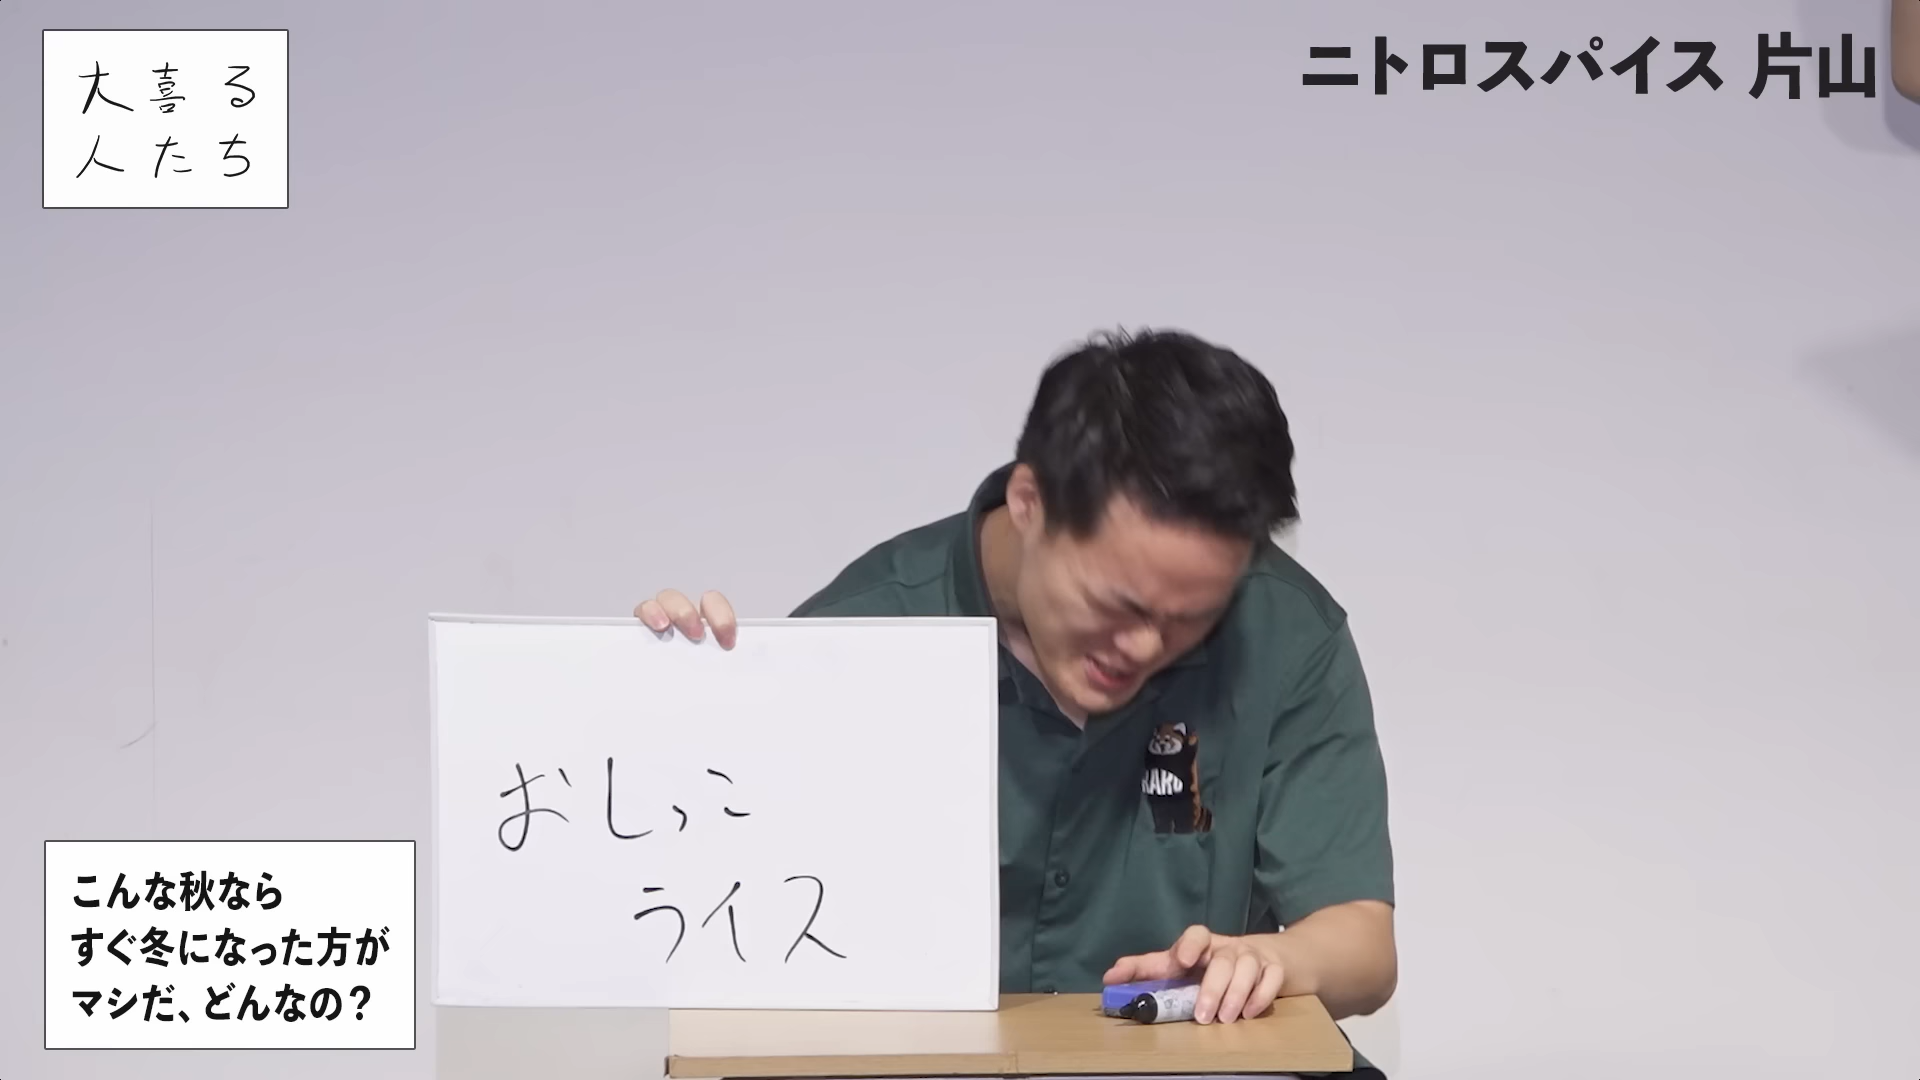 大喜る
人たち
ニトロスパイス 片山
おしっこ
ライス
こんな秋なら
すぐ冬になった方が
マシだ、どんなの？